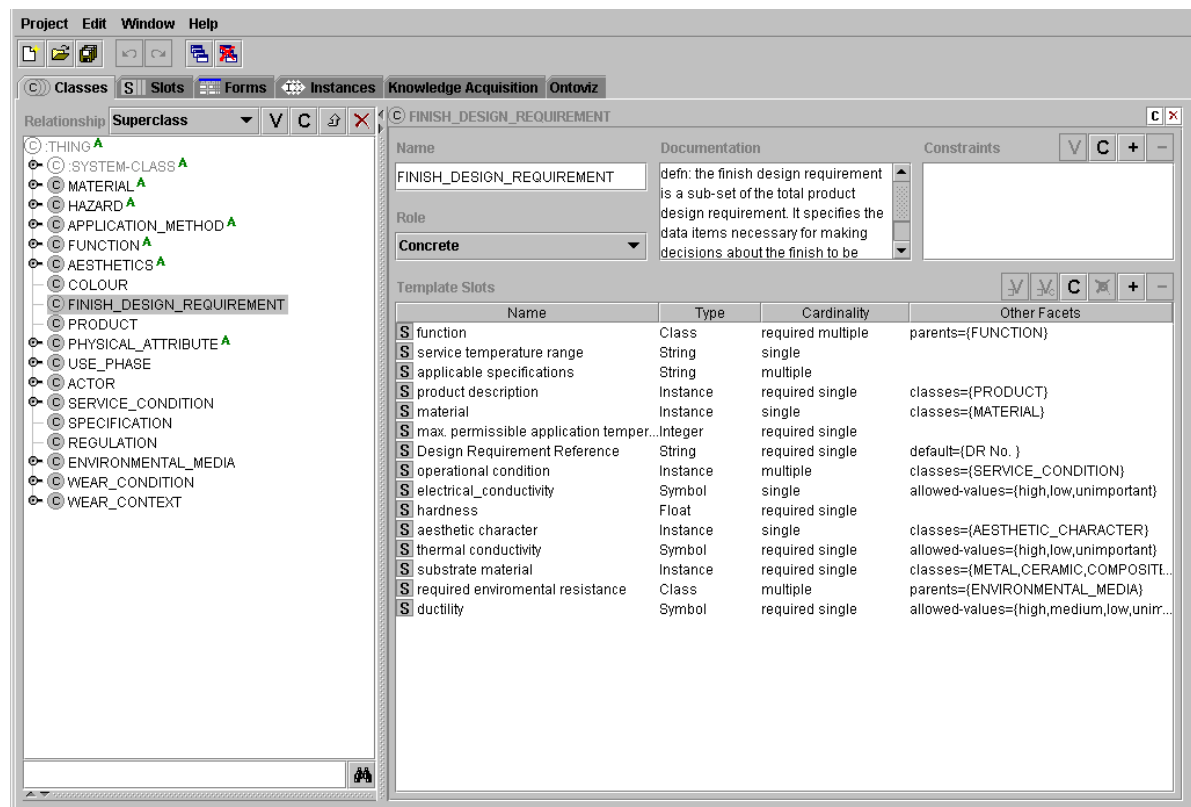 Project Edit Window Help
C Classes S Slots Forms I Instances Knowledge Acquisition Ontoviz
Relationship Superclass V C
C :THING A
C :SYSTEM-CLASS A
C MATERIAL A
C HAZARD A
C APPLICATION_METHOD A
C FUNCTION A
C AESTHETICS A
C COLOUR
C FINISH_DESIGN_REQUIREMENT
C PRODUCT
C PHYSICAL_ATTRIBUTE A
C USE_PHASE
C ACTOR
C SERVICE_CONDITION
C SPECIFICATION
C REGULATION
C ENVIRONMENTAL_MEDIA
C WEAR_CONDITION
C WEAR_CONTEXT
C FINISH_DESIGN_REQUIREMENT C ×
Name Documentation Constraints V C + −
FINISH_DESIGN_REQUIREMENT
defn: the finish design requirement
is a sub-set of the total product
design requirement. It specifies the
data items necessary for making
decisions about the finish to be
Role
Concrete
Template Slots V V C C + −
Name Type Cardinality Other Facets
S function Class required multiple parents={FUNCTION}
S service temperature range String single
S applicable specifications String multiple
S product description Instance required single classes={PRODUCT}
S material Instance single classes={MATERIAL}
S max. permissible application temper...Integer required single
S Design Requirement Reference String required single default={DR No. }
S operational condition Instance multiple classes={SERVICE_CONDITION}
S electrical_conductivity Symbol single allowed-values={high,low,unimportant}
S hardness Float required single
S aesthetic character Instance single classes={AESTHETIC_CHARACTER}
S thermal conductivity Symbol required single allowed-values={high,low,unimportant}
S substrate material Instance required single classes={METAL,CERAMIC,COMPOSITE...
S required enviromental resistance Class multiple parents={ENVIRONMENTAL_MEDIA}
S ductility Symbol required single allowed-values={high,medium,low,unim...